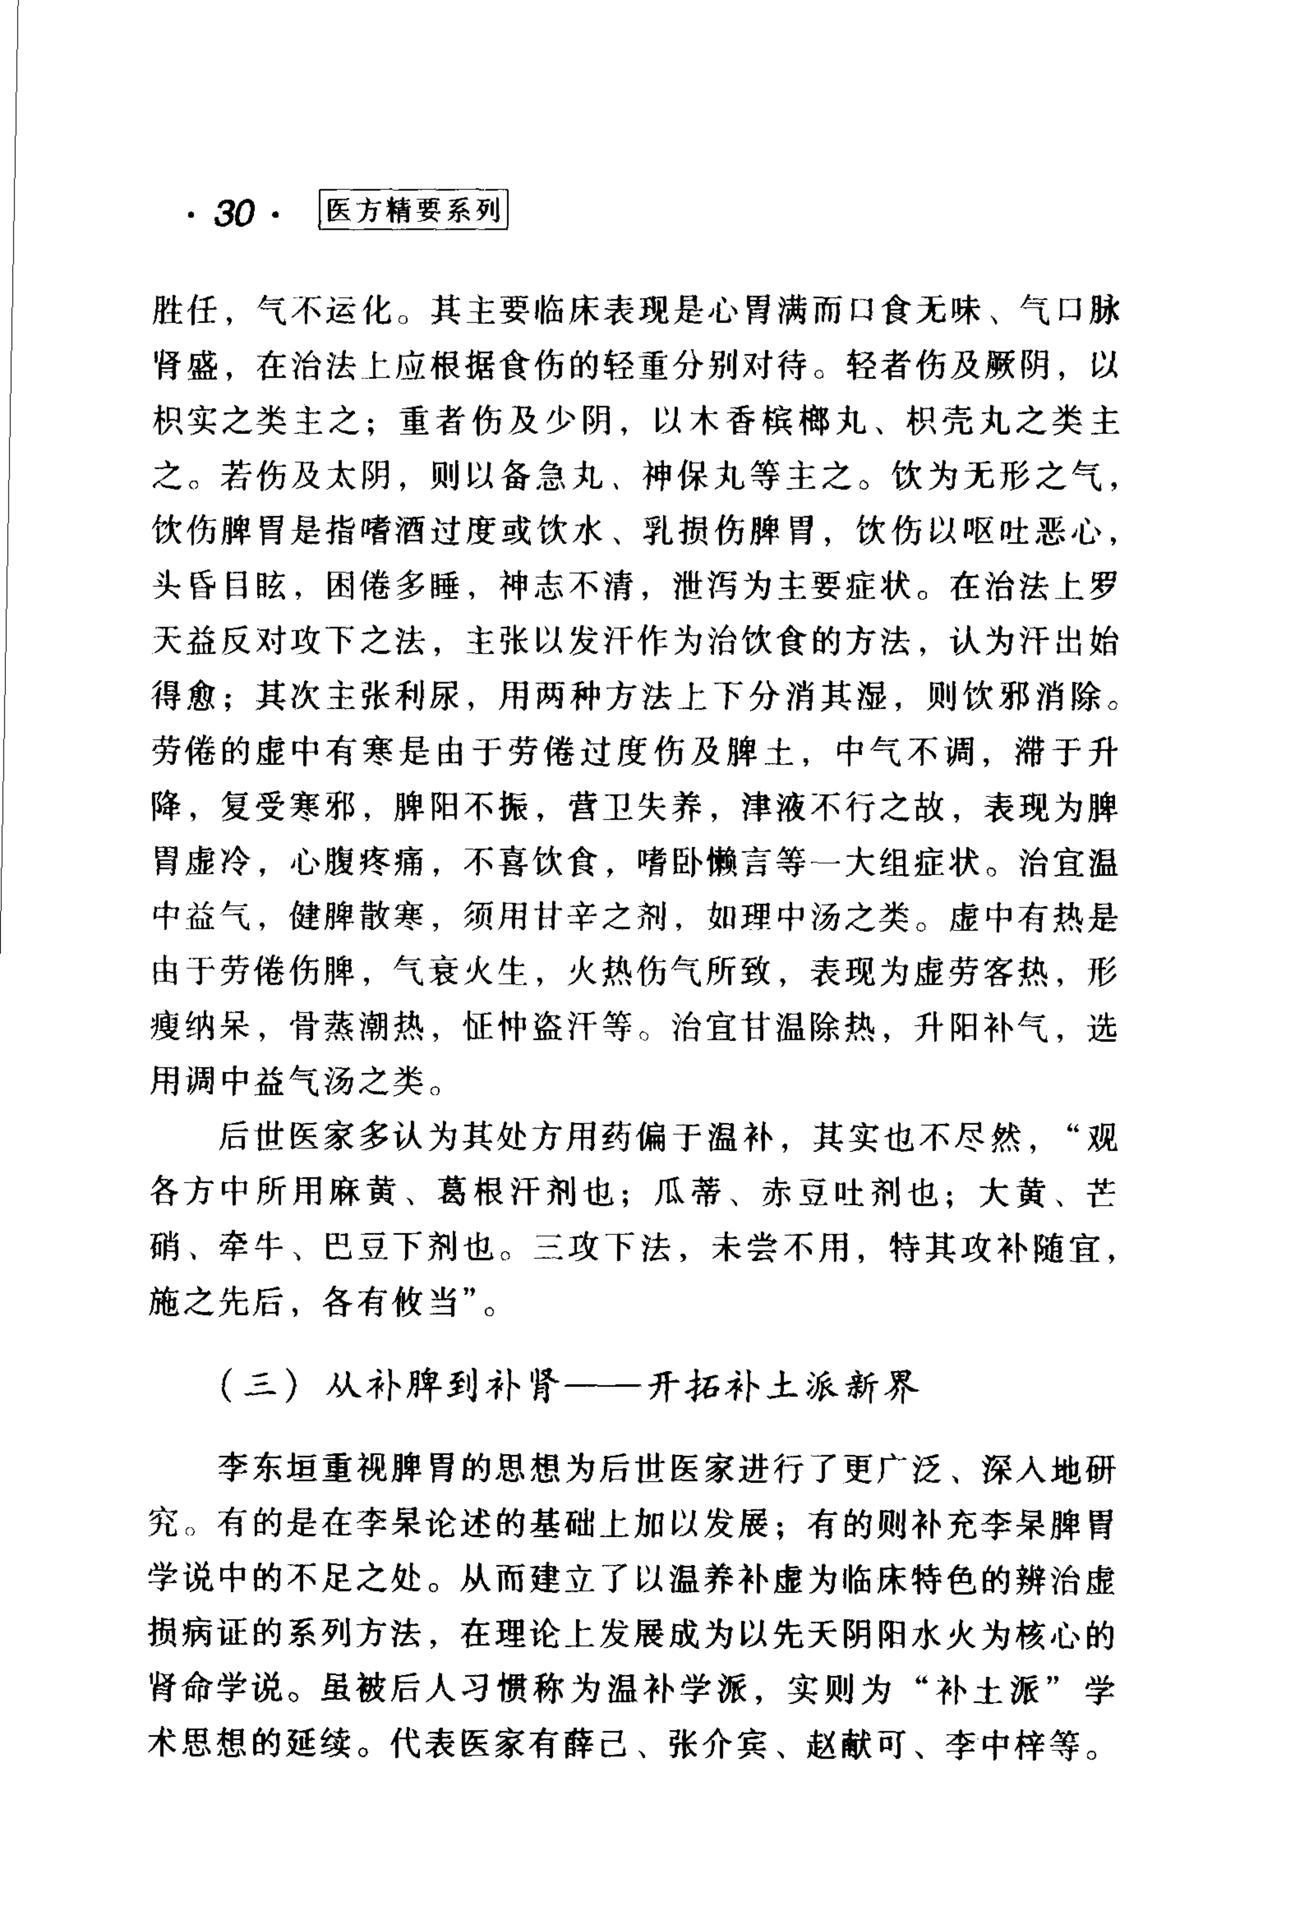 ·30· 医方精要系列
胜任，气不运化。其主要临床表现是心胃满而口食无味、气口脉
肾盛，在治法上应根据食伤的轻重分别对待。轻者伤及厥阴，以
枳实之类主之；重者伤及少阴，以木香槟榔丸、枳壳丸之类主
之。若伤及太阴，则以备急丸、神保丸等主之。饮为无形之气，
饮伤脾胃是指嗜酒过度或饮水、乳损伤脾胃，饮伤以呕吐恶心，
头昏目眩，困倦多睡，神志不清，泄泻为主要症状。在治法上罗
天益反对攻下之法，主张以发汗作为治饮食的方法，认为汗出始
得愈；其次主张利尿，用两种方法上下分消其湿，则饮邪消除。
劳倦的虚中有寒是由于劳倦过度伤及脾土，中气不调，滞于升
降，复受寒邪，脾阳不振，营卫失养，津液不行之故，表现为脾
胃虚冷，心腹疼痛，不喜饮食，嗜卧懒言等一大组症状。治宜温
中益气，健脾散寒，须用甘辛之剂，如理中汤之类。虚中有热是
由于劳倦伤脾，气衰火生，火热伤气所致，表现为虚劳客热，形
瘦纳呆，骨蒸潮热，怔忡盗汗等。治宜甘温除热，升阳补气，选
用调中益气汤之类。
后世医家多认为其处方用药偏于温补，其实也不尽然，“观
各方中所用麻黄、葛根汗剂也；瓜蒂、赤豆吐剂也；大黄、芒
硝、牵牛、巴豆下剂也。三攻下法，未尝不用，特其攻补随宜，
施之先后，各有攸当”。
（三）从补脾到补肾——开拓补土派新界
李东垣重视脾胃的思想为后世医家进行了更广泛、深入地研
究。有的是在李杲论述的基础上加以发展；有的则补充李杲脾胃
学说中的不足之处。从而建立了以温养补虚为临床特色的辨治虚
损病证的系列方法，在理论上发展成为以先天阴阳水火为核心的
肾命学说。虽被后人习惯称为温补学派，实则为“补土派”学
术思想的延续。代表医家有薛己、张介宾、赵献可、李中梓等。